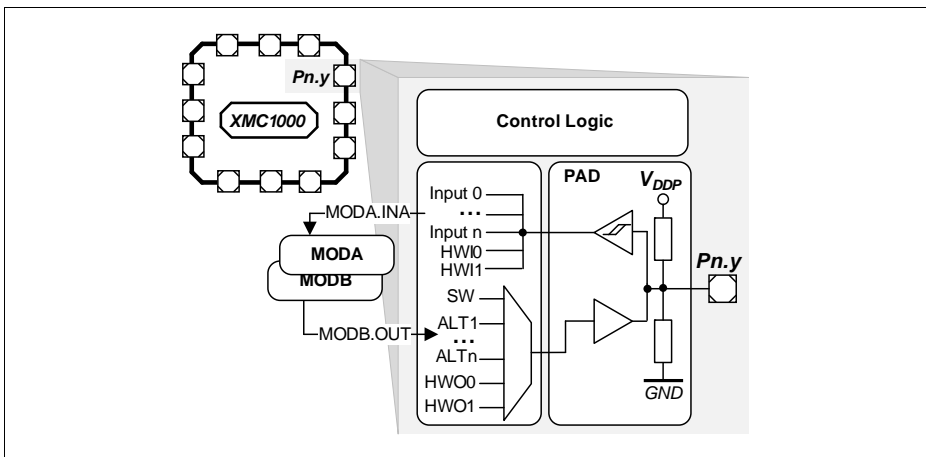 Pn.y
XMC1000
Control Logic
PAD
VDDP
Input 0
...
Input n
HWI0
HWI1
MODA.INA
MODA
MODB
MODB.OUT
SW
ALT1
...
ALTn
HWO0
HWO1
Pn.y
GND